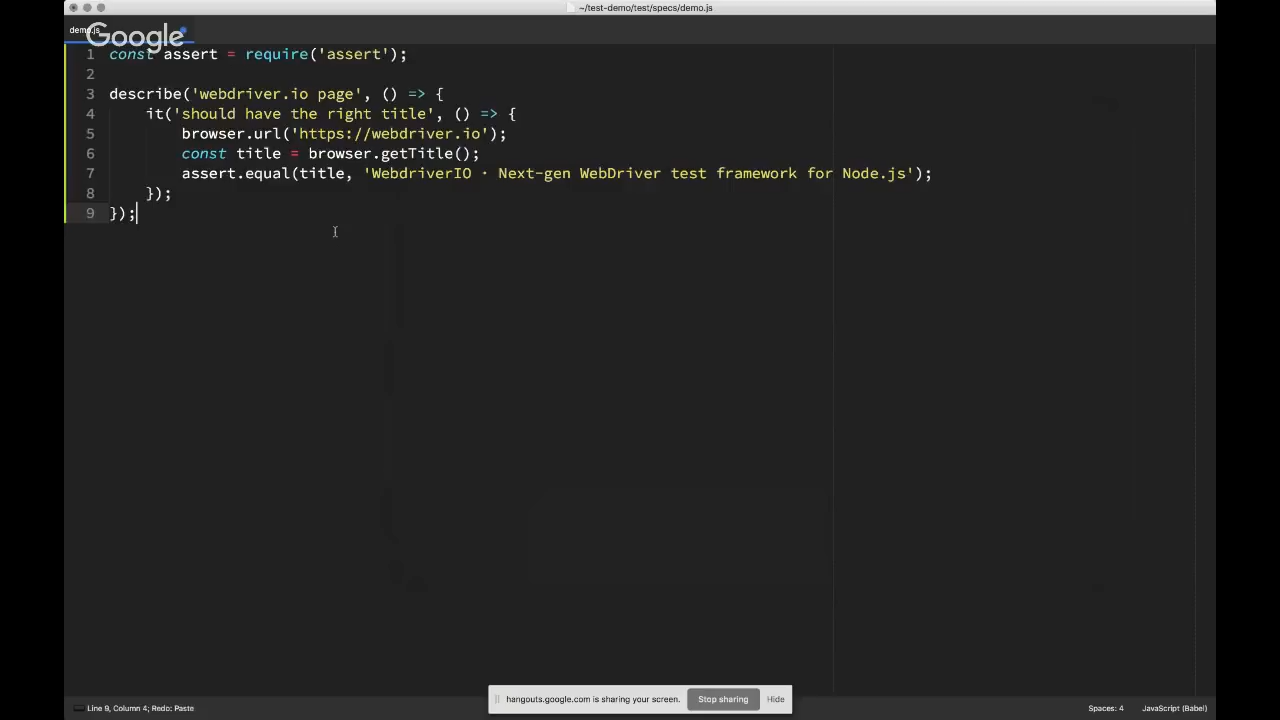 ~/test-demo/test/specs/demo.js
demo.js
Google
1 const assert = require('assert');
2
3 describe('webdriver.io page', () => {
4 it('should have the right title', () => {
5 browser.url('https://webdriver.io');
6 const title = browser.getTitle();
7 assert.equal(title, 'WebdriverIO · Next-gen WebDriver test framework for Node.js');
8 });
9 });
hangouts.google.com is sharing your screen. Stop sharing Hide
Line 9, Column 4; Redo: Paste Spaces: 4 JavaScript (Babel)